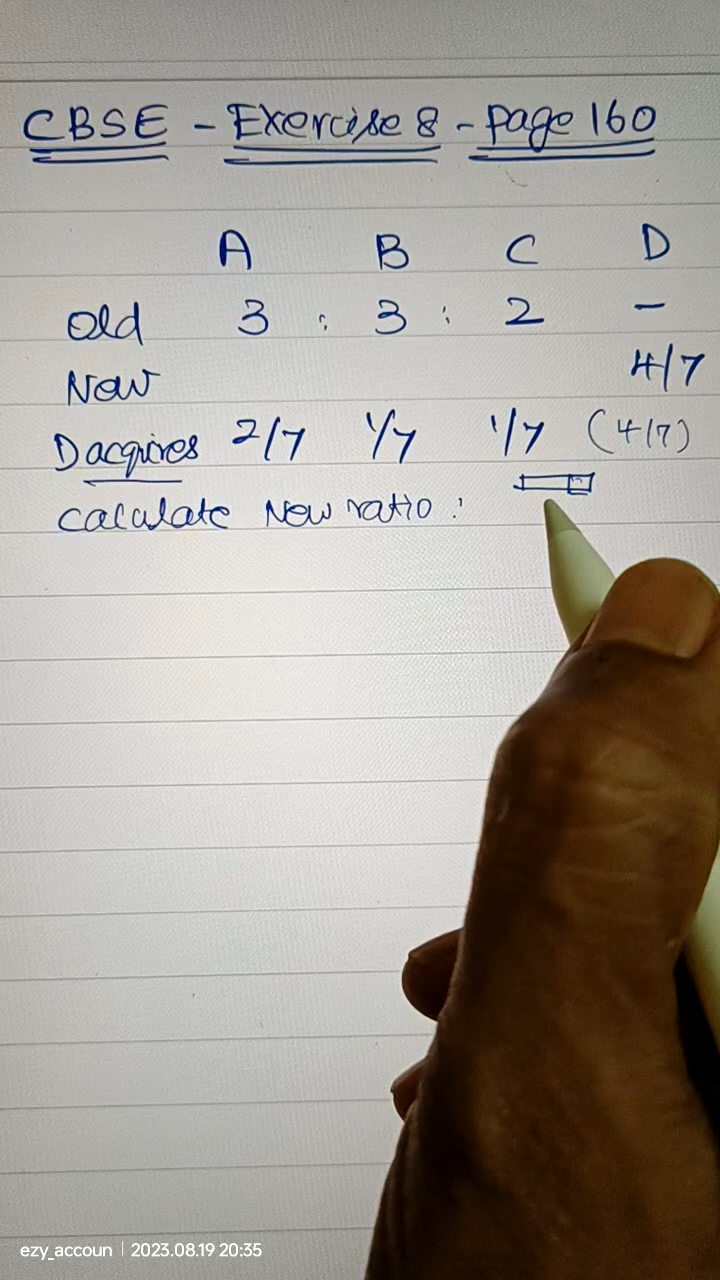 CBSE - Exercise 8 - page 160
A B C D
Old 3 : 3 : 2 -
New 4/7
D acquires 2/7 1/7 1/7 (4/7)
Calculate New ratio :
ezy_accoun | 2023.08.19 20:35